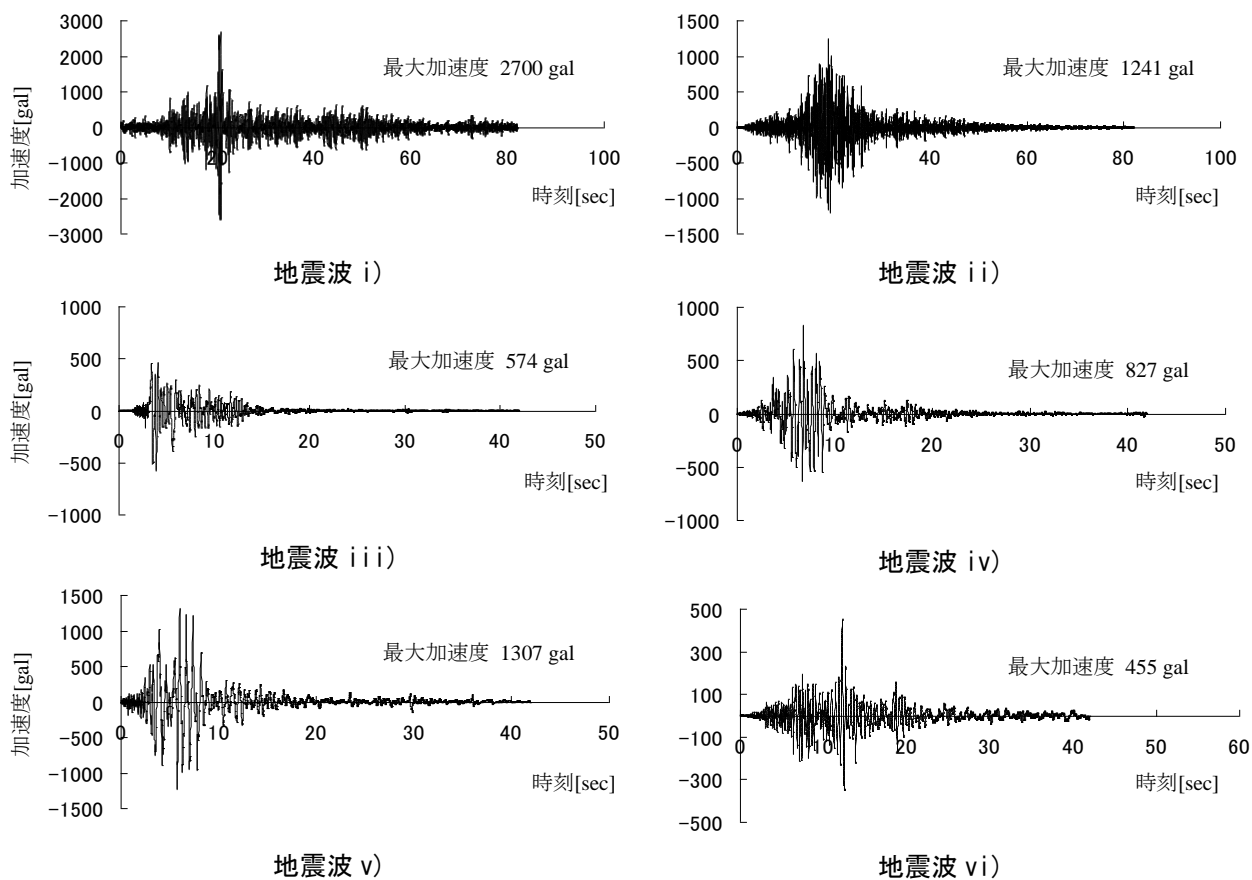 3000
2000
1000
0
-1000
-2000
-3000
加速度[gal]
最大加速度 2700 gal
0 20 40 60 80 100
時刻[sec]
地震波 i)
1500
1000
500
0
-500
-1000
-1500
最大加速度 1241 gal
0 20 40 60 80 100
時刻[sec]
地震波 ii)
1000
500
0
-500
-1000
加速度[gal]
最大加速度 574 gal
0 10 20 30 40 50
時刻[sec]
地震波 iii)
1000
500
0
-500
-1000
最大加速度 827 gal
0 10 20 30 40 50
時刻[sec]
地震波 iv)
1500
1000
500
0
-500
-1000
-1500
加速度[gal]
最大加速度 1307 gal
0 10 20 30 40 50
時刻[sec]
地震波 v)
500
300
100
-100
-300
-500
最大加速度 455 gal
0 10 20 30 40 50 60
時刻[sec]
地震波 vi)